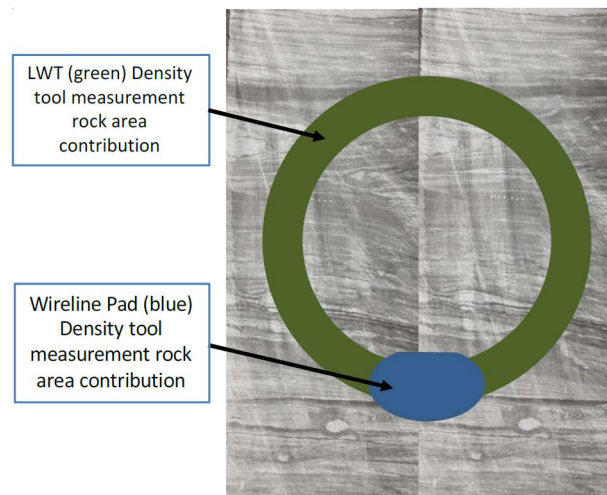 LWT (green) Density
tool measurement
rock area
contribution
Wireline Pad (blue)
Density tool
measurement rock
area contribution